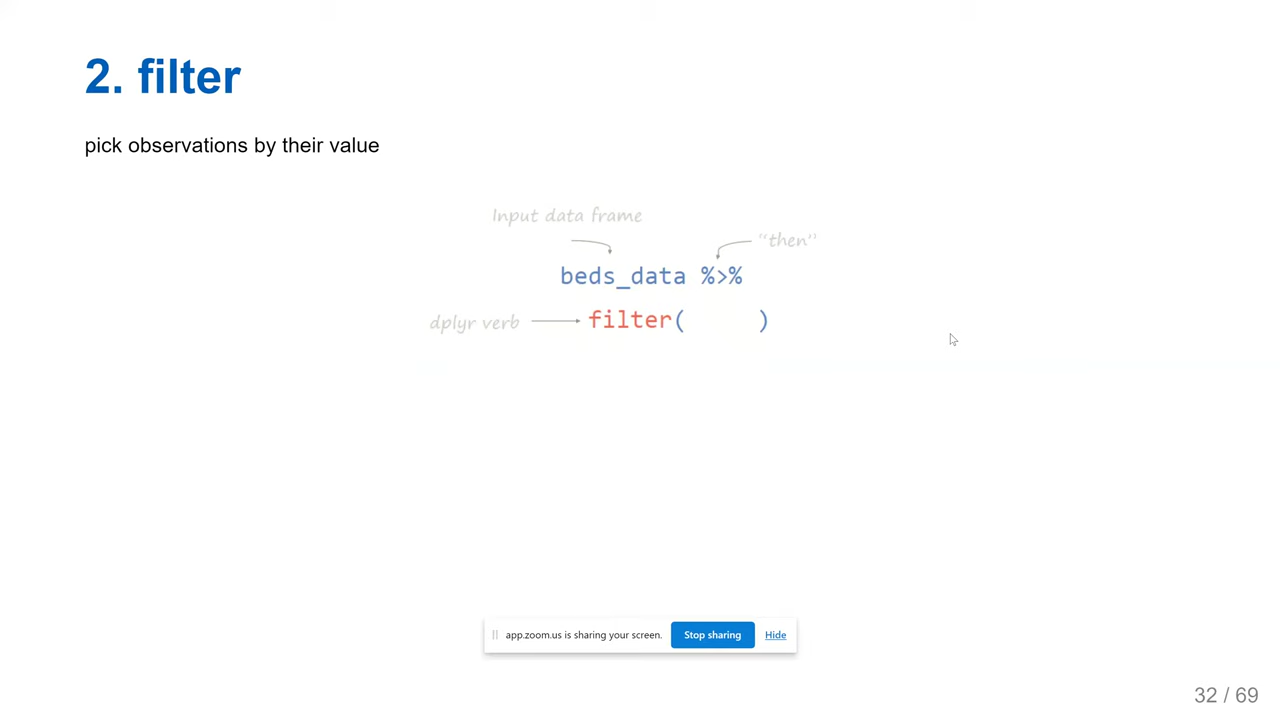 2. filter
pick observations by their value
Input data frame
“then”
beds_data %>%
dplyr verb
filter( )
app.zoom.us is sharing your screen.
Stop sharing
Hide
32 / 69